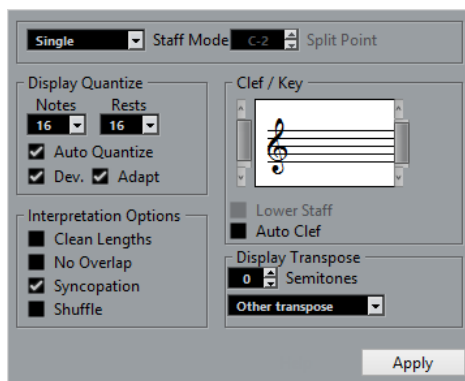 Single Staff Mode C-2 Split Point
Display Quantize
Notes Rests
16 16
Auto Quantize
Dev. Adapt
Interpretation Options
Clean Lengths
No Overlap
Syncopation
Shuffle
Clef / Key
Lower Staff
Auto Clef
Display Transpose
0 Semitones
Other transpose
Apply